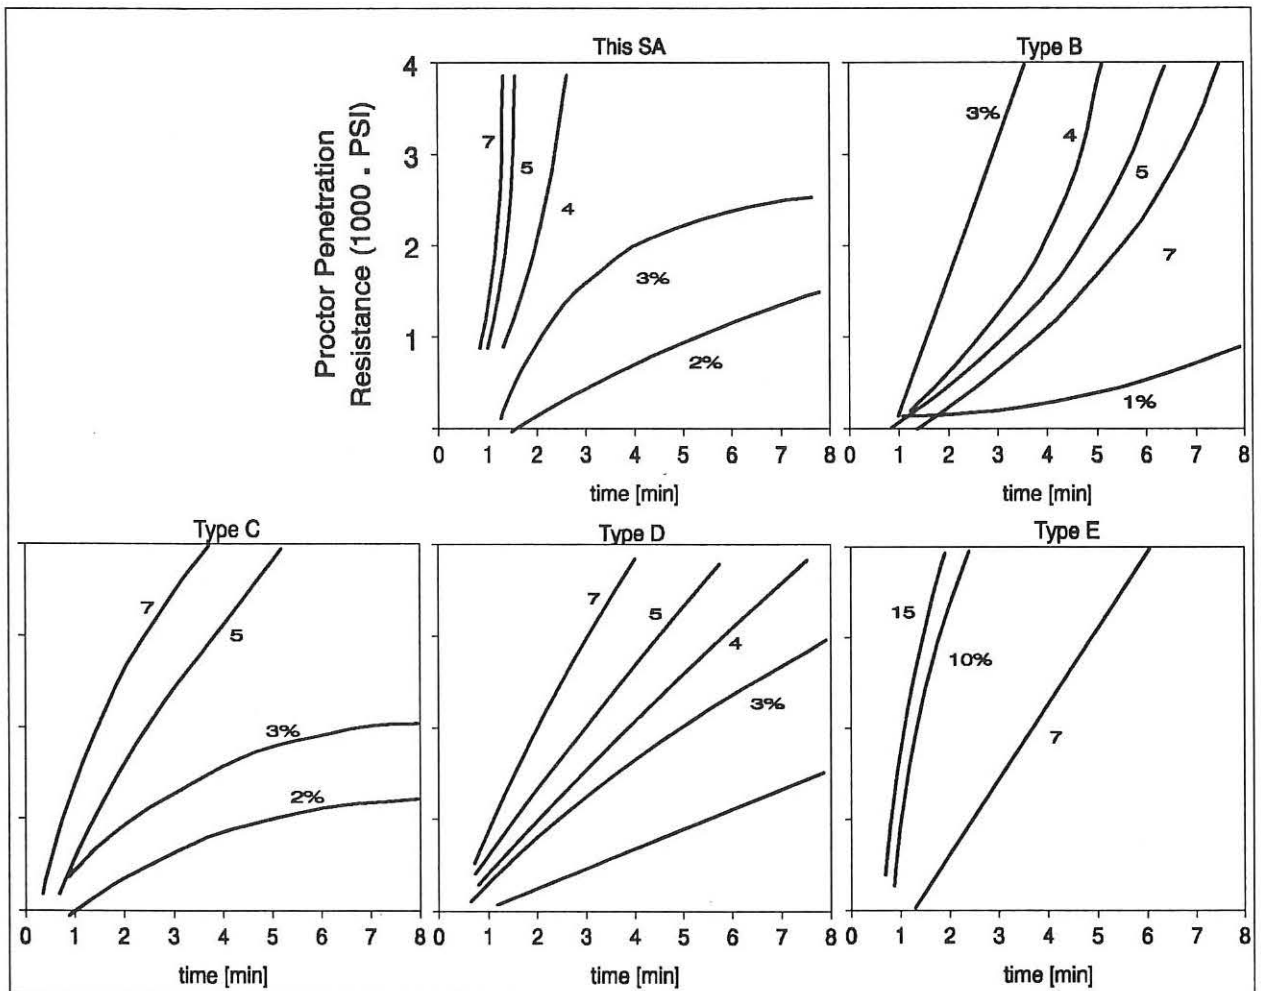 This SA
Type B
Proctor Penetration
Resistance (1000 . PSI)
4
3
2
1
7
5
4
3%
2%
0 1 2 3 4 5 6 7 8
time [min]
3%
4
5
7
1%
0 1 2 3 4 5 6 7 8
time [min]
Type C
Type D
Type E
7
5
3%
2%
0 1 2 3 4 5 6 7 8
time [min]
7
5
4
3%
0 1 2 3 4 5 6 7 8
time [min]
15
10%
7
0 1 2 3 4 5 6 7 8
time [min]